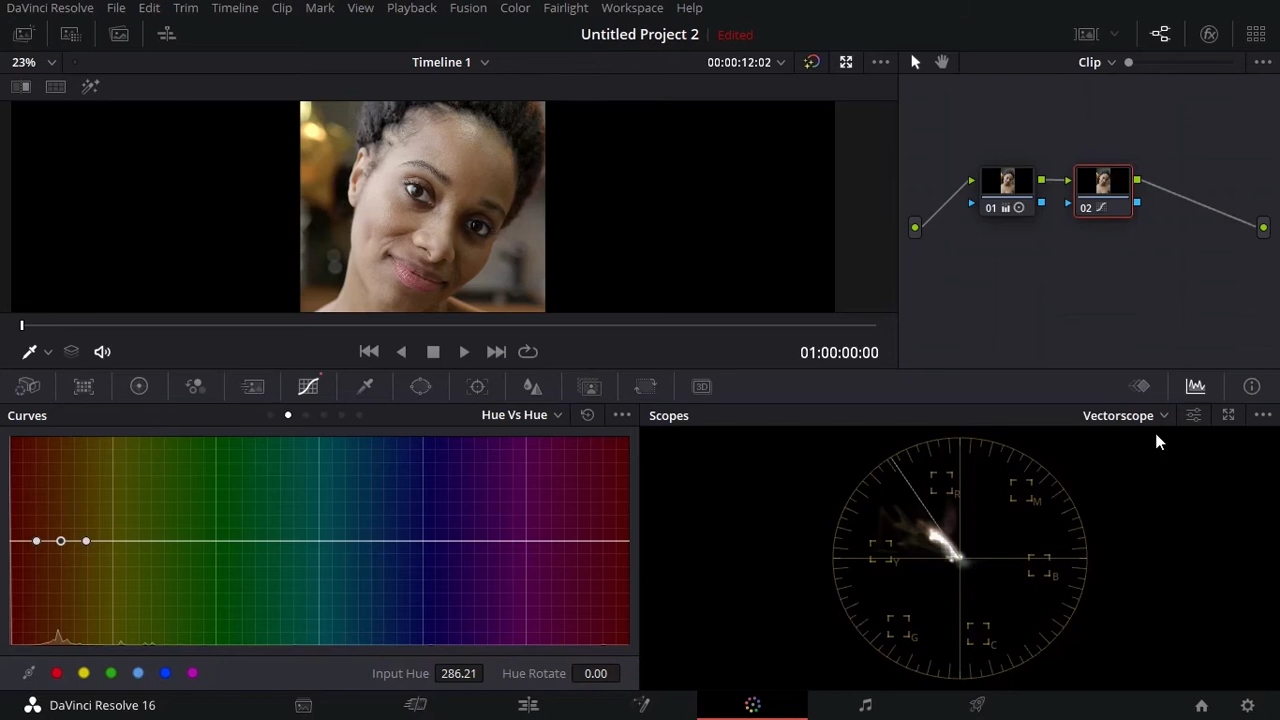 DaVinci Resolve File Edit Trim Timeline Clip Mark View Playback Fusion Color Fairlight Workspace Help
Untitled Project 2 Edited
23% Timeline 1 00:00:12:02 Clip
01 02
01:00:00:00
Curves Hue Vs Hue Scopes Vectorscope
R
M
Y
B
G
C
Input Hue 286.21 Hue Rotate 0.00
DaVinci Resolve 16